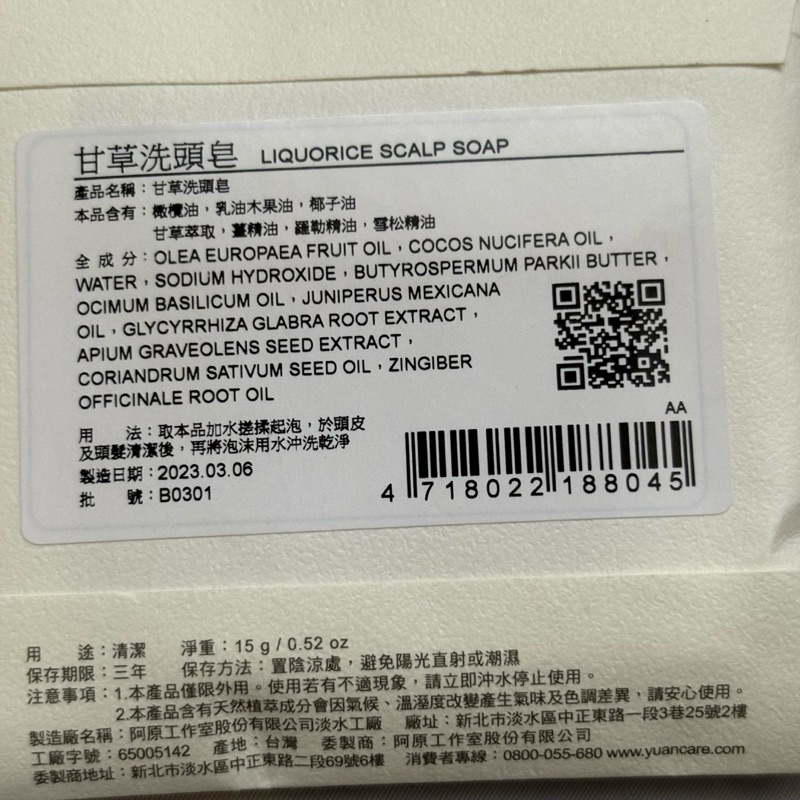 甘草洗頭皂 LIQUORICE SCALP SOAP
產品名稱：甘草洗頭皂
本品含有：橄欖油，乳油木果油，椰子油
甘草萃取，薑精油，羅勒精油，雪松精油
全成分：OLEA EUROPAEA FRUIT OIL，COCOS NUCIFERA OIL，
WATER，SODIUM HYDROXIDE，BUTYROSPERMUM PARKII BUTTER，
OCIMUM BASILICUM OIL，JUNIPERUS MEXICANA
OIL，GLYCYRRHIZA GLABRA ROOT EXTRACT，
APIUM GRAVEOLENS SEED EXTRACT，
CORIANDRUM SATIVUM SEED OIL，ZINGIBER
OFFICINALE ROOT OIL
AA
用　　法：取本品加水搓揉起泡，於頭皮
及頭髮清潔後，再將泡沫用水沖洗乾淨
製造日期：2023.03.06
批　　號：B0301
4 718022 188045
用　　途：清潔　淨重：15 g / 0.52 oz
保存期限：三年　保存方法：置陰涼處，避免陽光直射或潮濕
注意事項：1.本產品僅限外用。使用若有不適現象，請立即沖水停止使用。
2.本產品含有天然植萃成分會因氣候、溫溼度改變產生氣味及色調差異，請安心使用。
製造廠名稱：阿原工作室股份有限公司淡水工廠　廠址：新北市淡水區中正東路一段3巷25號2樓
工廠字號：65005142　產地：台灣　委製商：阿原工作室股份有限公司
委製商地址：新北市淡水區中正東路二段69號6樓　消費者專線：0800-055-680 www.yuancare.com